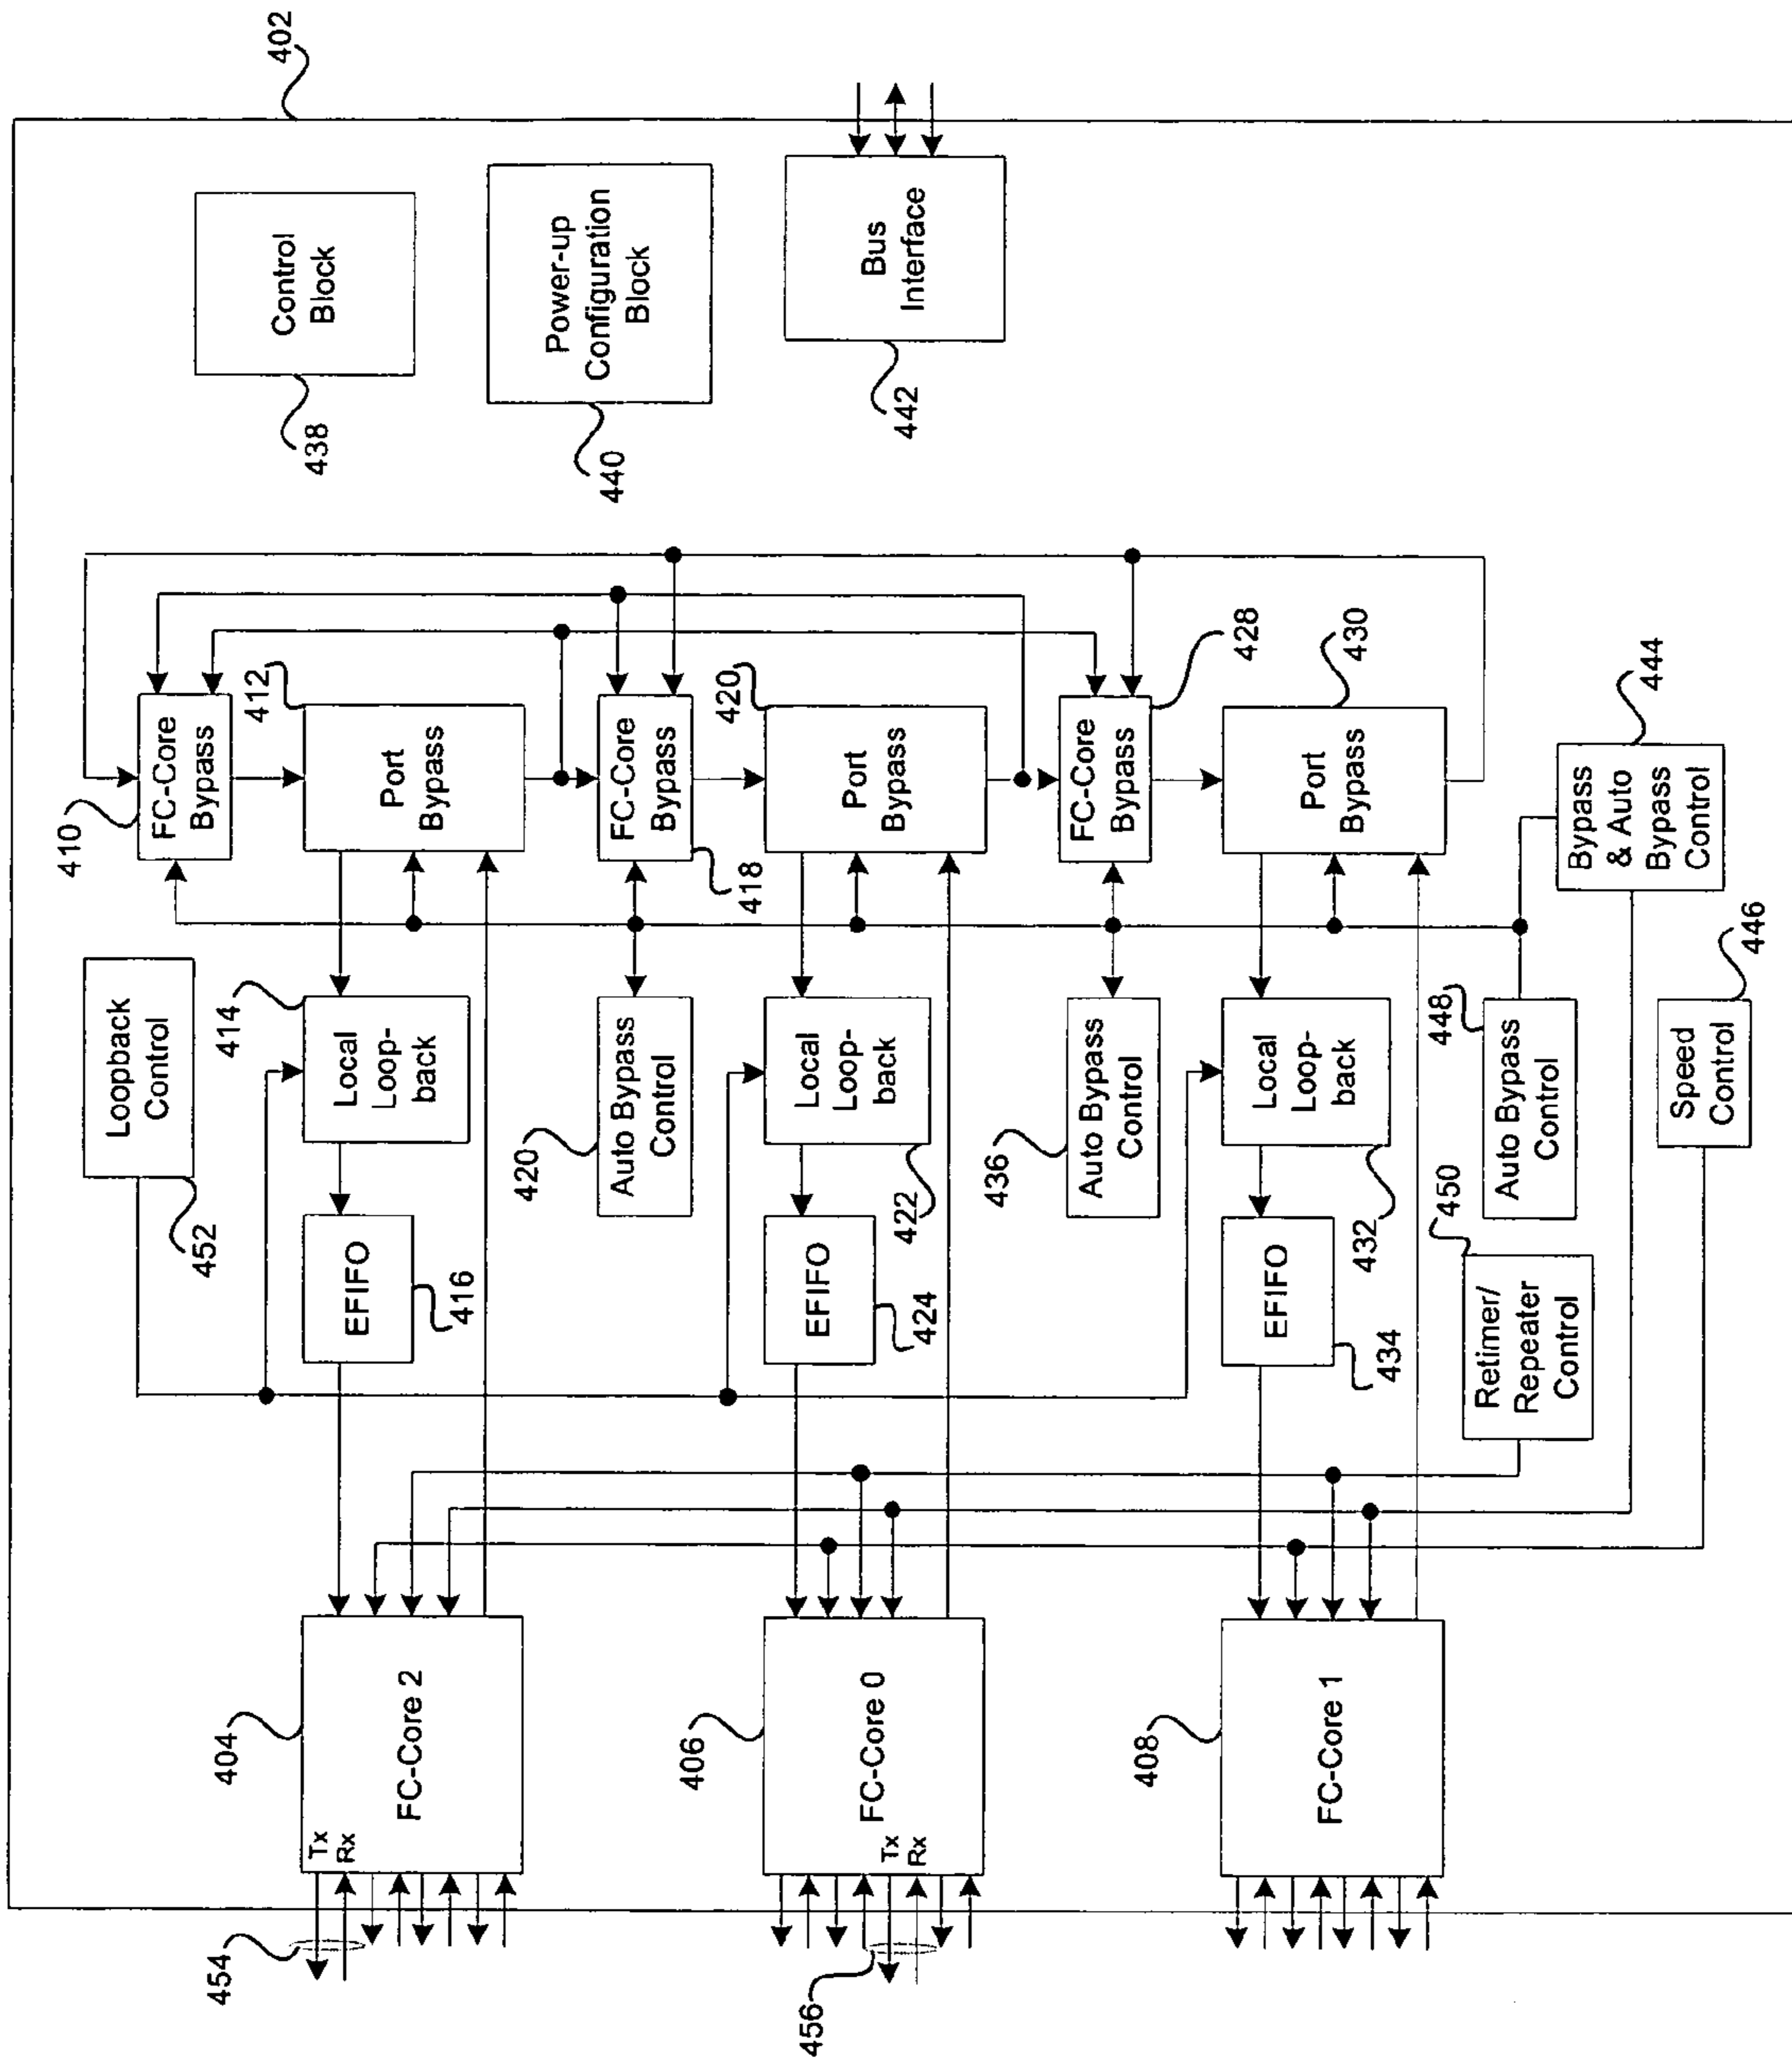 402
Control
Block
438
Power-up
Configuration
Block
440
Bus
Interface
442
FC-Core
Bypass
410
Port
Bypass
412
FC-Core
Bypass
418
Port
Bypass
420
FC-Core
Bypass
428
Port
Bypass
430
Bypass
& Auto
Bypass
Control
444
Loopback
Control
452
Local
Loop-
back
414
Auto Bypass
Control
420
Local
Loop-
back
422
Auto Bypass
Control
436
Local
Loop-
back
432
Auto Bypass
Control
448
Speed
Control
446
EFIFO
416
EFIFO
424
EFIFO
434
Retimer/
Repeater
Control
450
FC-Core 2
Tx
Rx
404
454
FC-Core 0
Tx
Rx
406
456
FC-Core 1
408